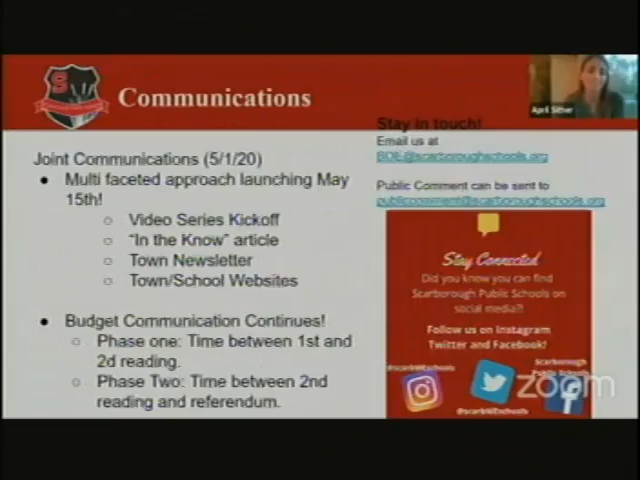 S
Communications
April Sither
Joint Communications (5/1/20)
● Multi faceted approach launching May
15th!
○ Video Series Kickoff
○ "In the Know" article
○ Town Newsletter
○ Town/School Websites
● Budget Communication Continues!
○ Phase one: Time between 1st and
2d reading.
○ Phase Two: Time between 2nd
reading and referendum.
Stay in touch!
Email us at
BOE@scarboroughschools.org
Public Comment can be sent to
publiccomment@scarboroughschools.org
Stay Connected
Did you know you can find
Scarborough Public Schools on
social media?!
Follow us on Instagram
Twitter and Facebook!
Scarborough
Public Schools
zoom